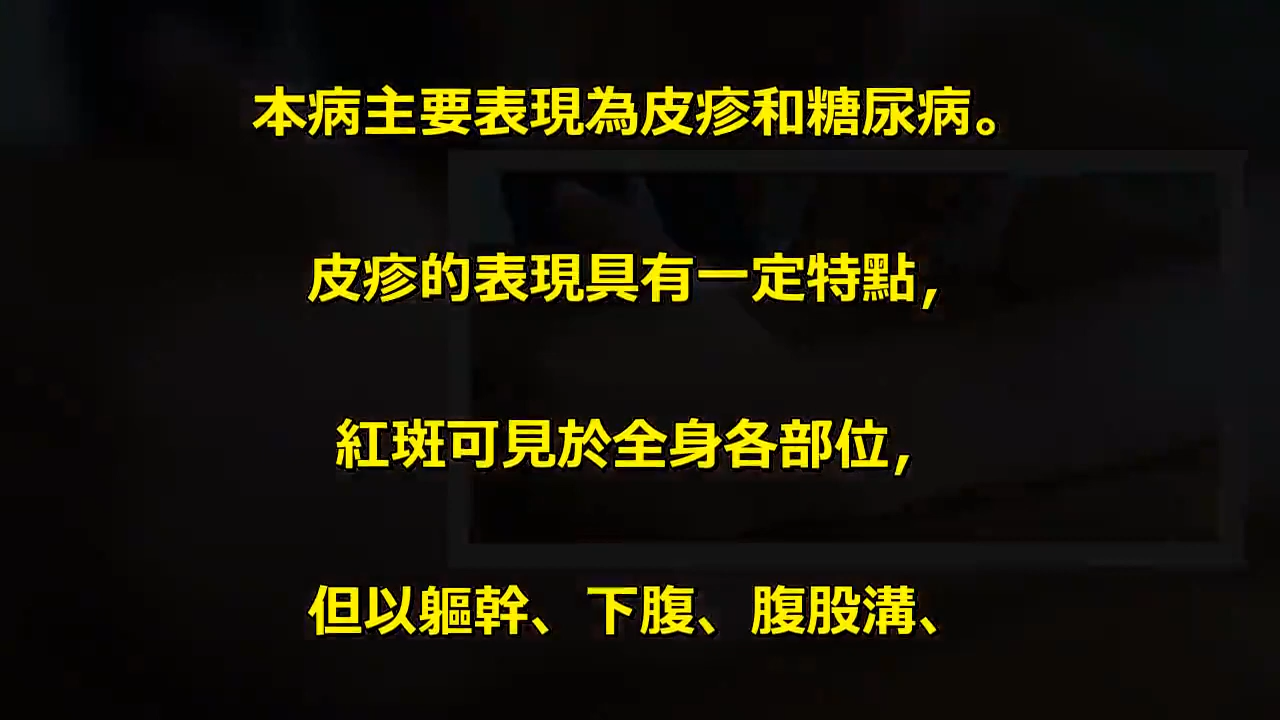 本病主要表現為皮疹和糖尿病。
皮疹的表現具有一定特點，
紅斑可見於全身各部位，
但以軀幹、下腹、腹股溝、